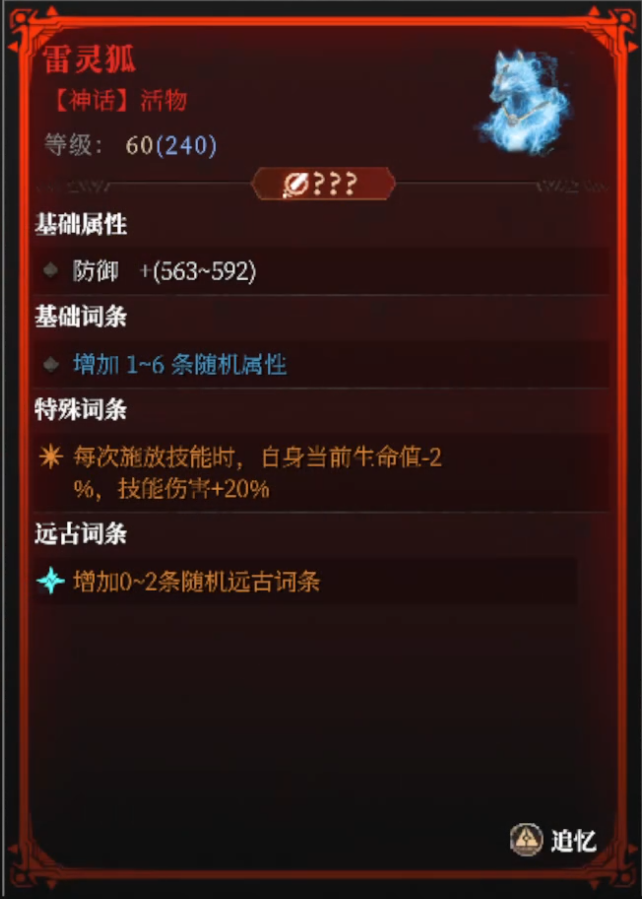 雷灵狐
【神话】活物
等级： 60(240)
???
基础属性
防御 +(563~592)
基础词条
增加 1~6 条随机属性
特殊词条
每次施放技能时，自身当前生命值-2
%，技能伤害+20%
远古词条
增加0~2条随机远古词条
追忆